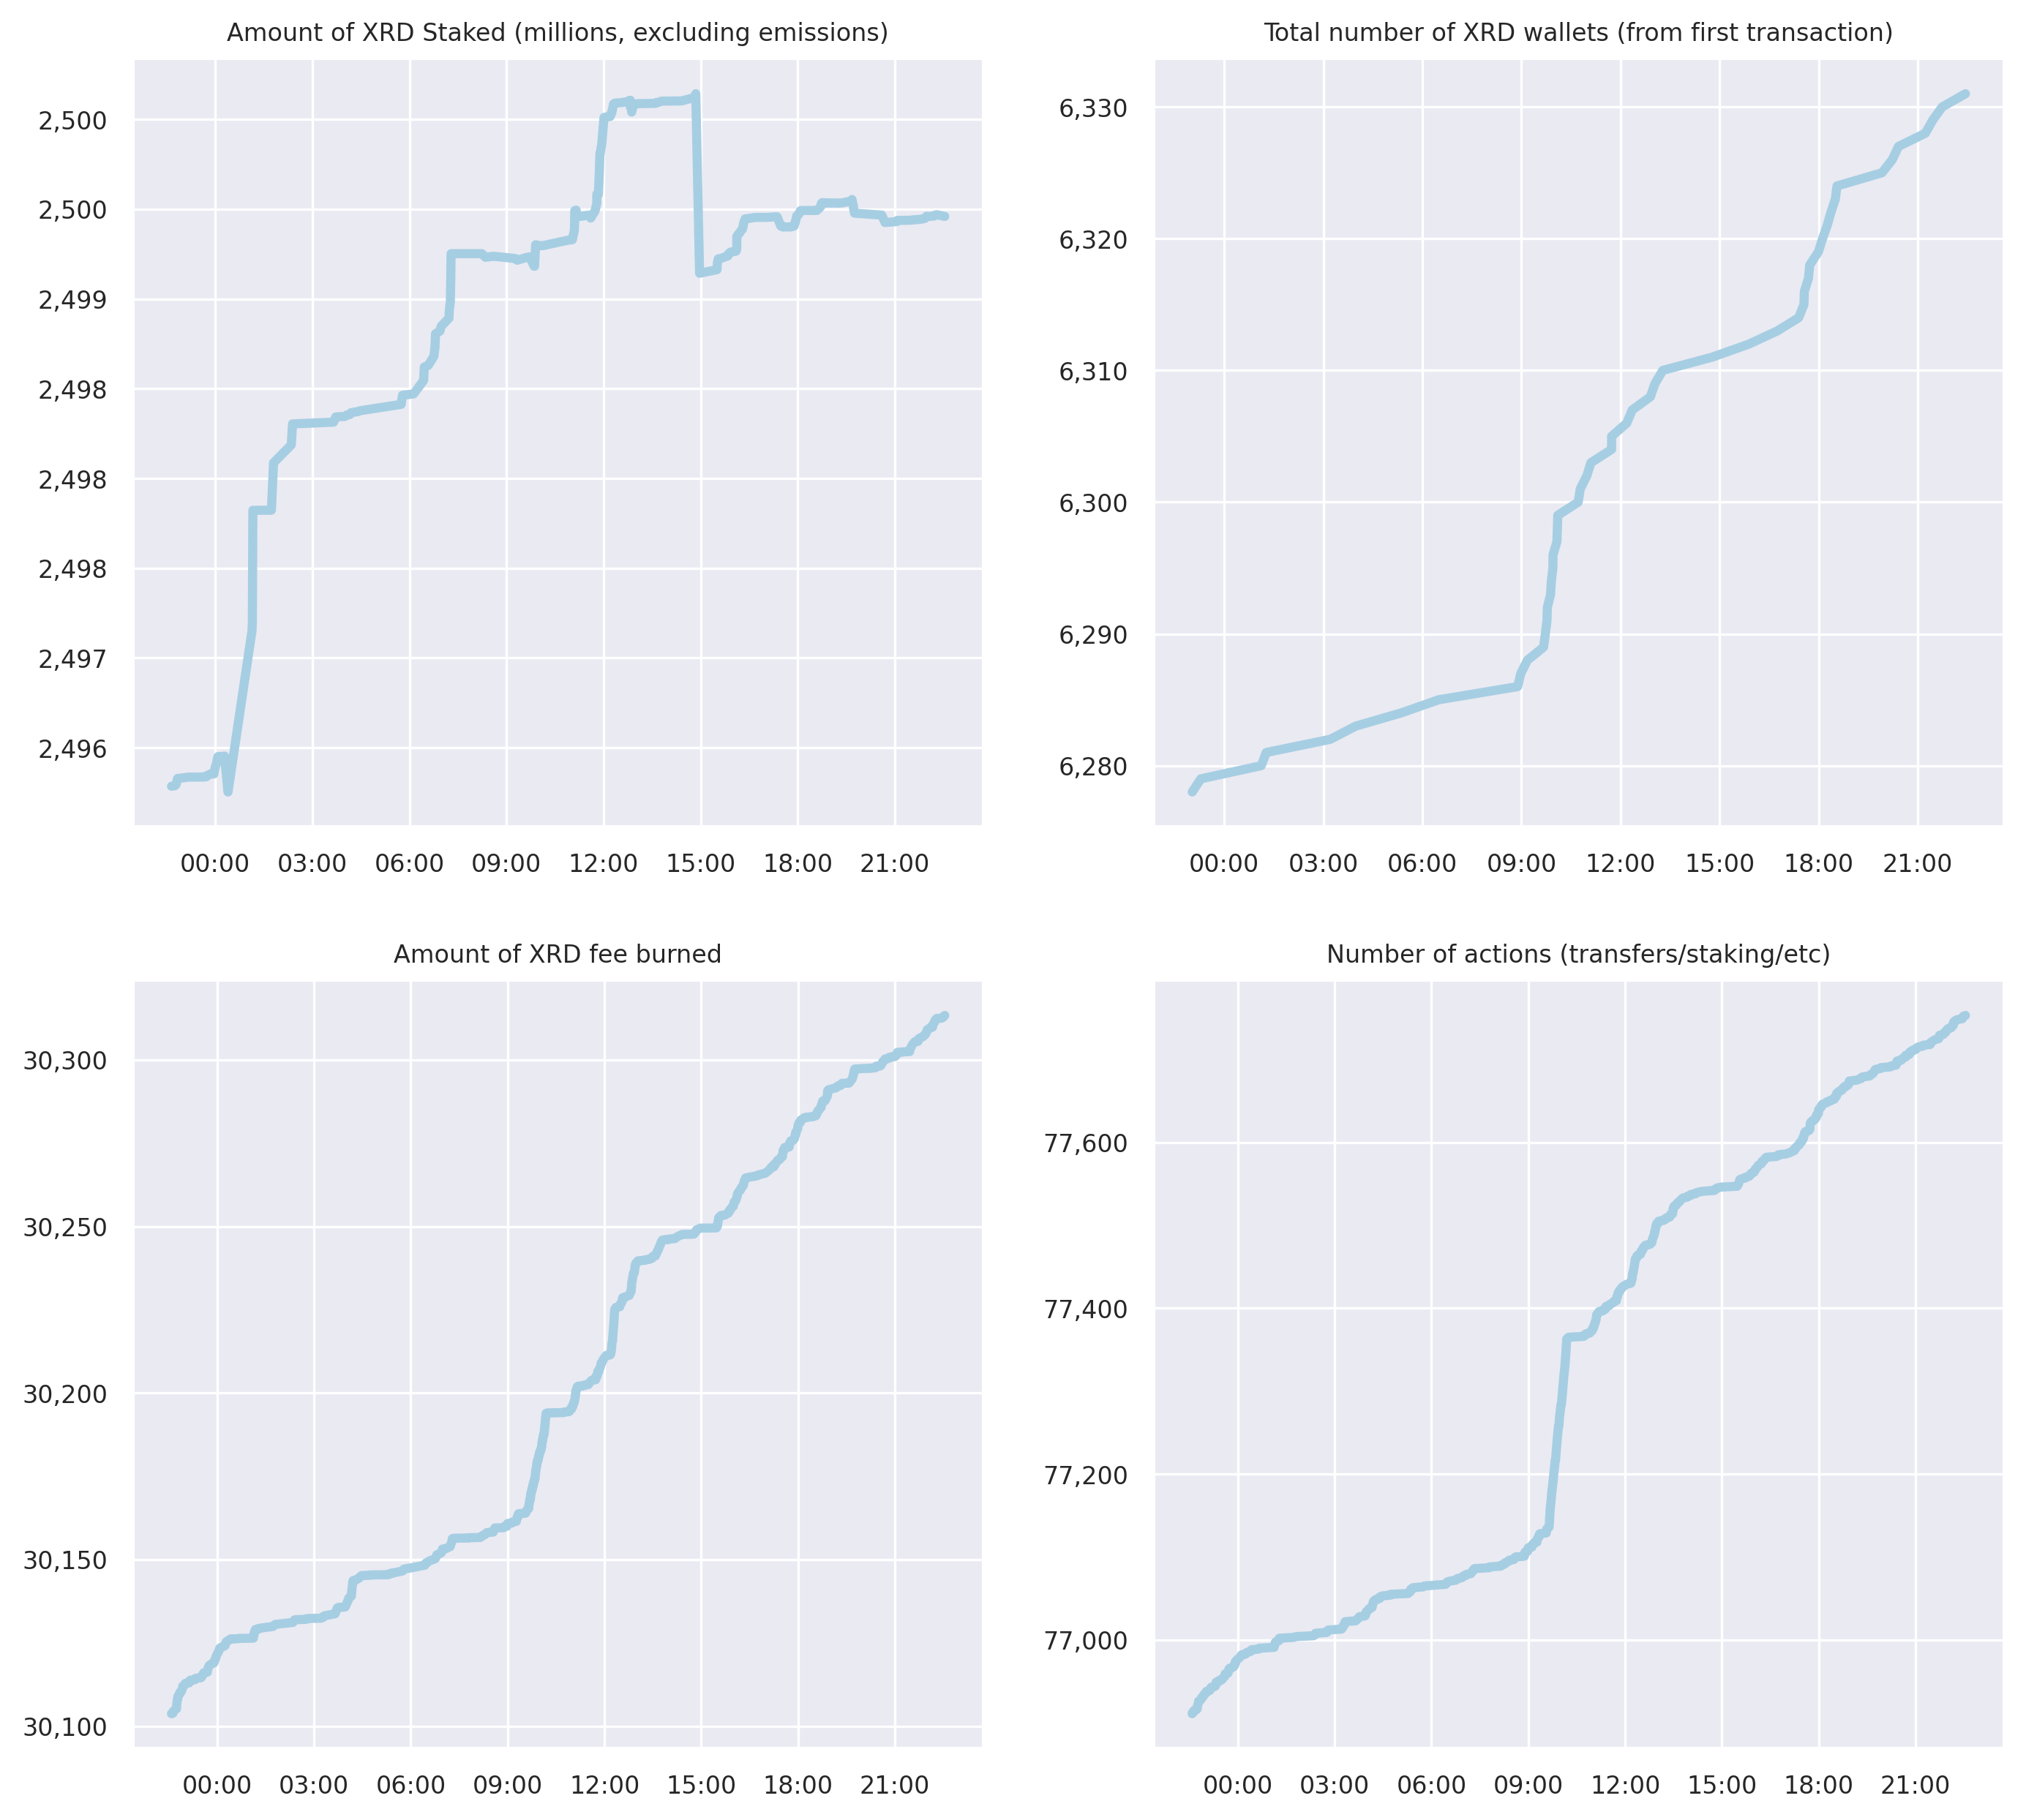 Amount of XRD Staked (millions, excluding emissions)
2,500
2,500
2,499
2,498
2,498
2,498
2,497
2,496
00:00 03:00 06:00 09:00 12:00 15:00 18:00 21:00
Total number of XRD wallets (from first transaction)
6,330
6,320
6,310
6,300
6,290
6,280
00:00 03:00 06:00 09:00 12:00 15:00 18:00 21:00
Amount of XRD fee burned
30,300
30,250
30,200
30,150
30,100
00:00 03:00 06:00 09:00 12:00 15:00 18:00 21:00
Number of actions (transfers/staking/etc)
77,600
77,400
77,200
77,000
00:00 03:00 06:00 09:00 12:00 15:00 18:00 21:00